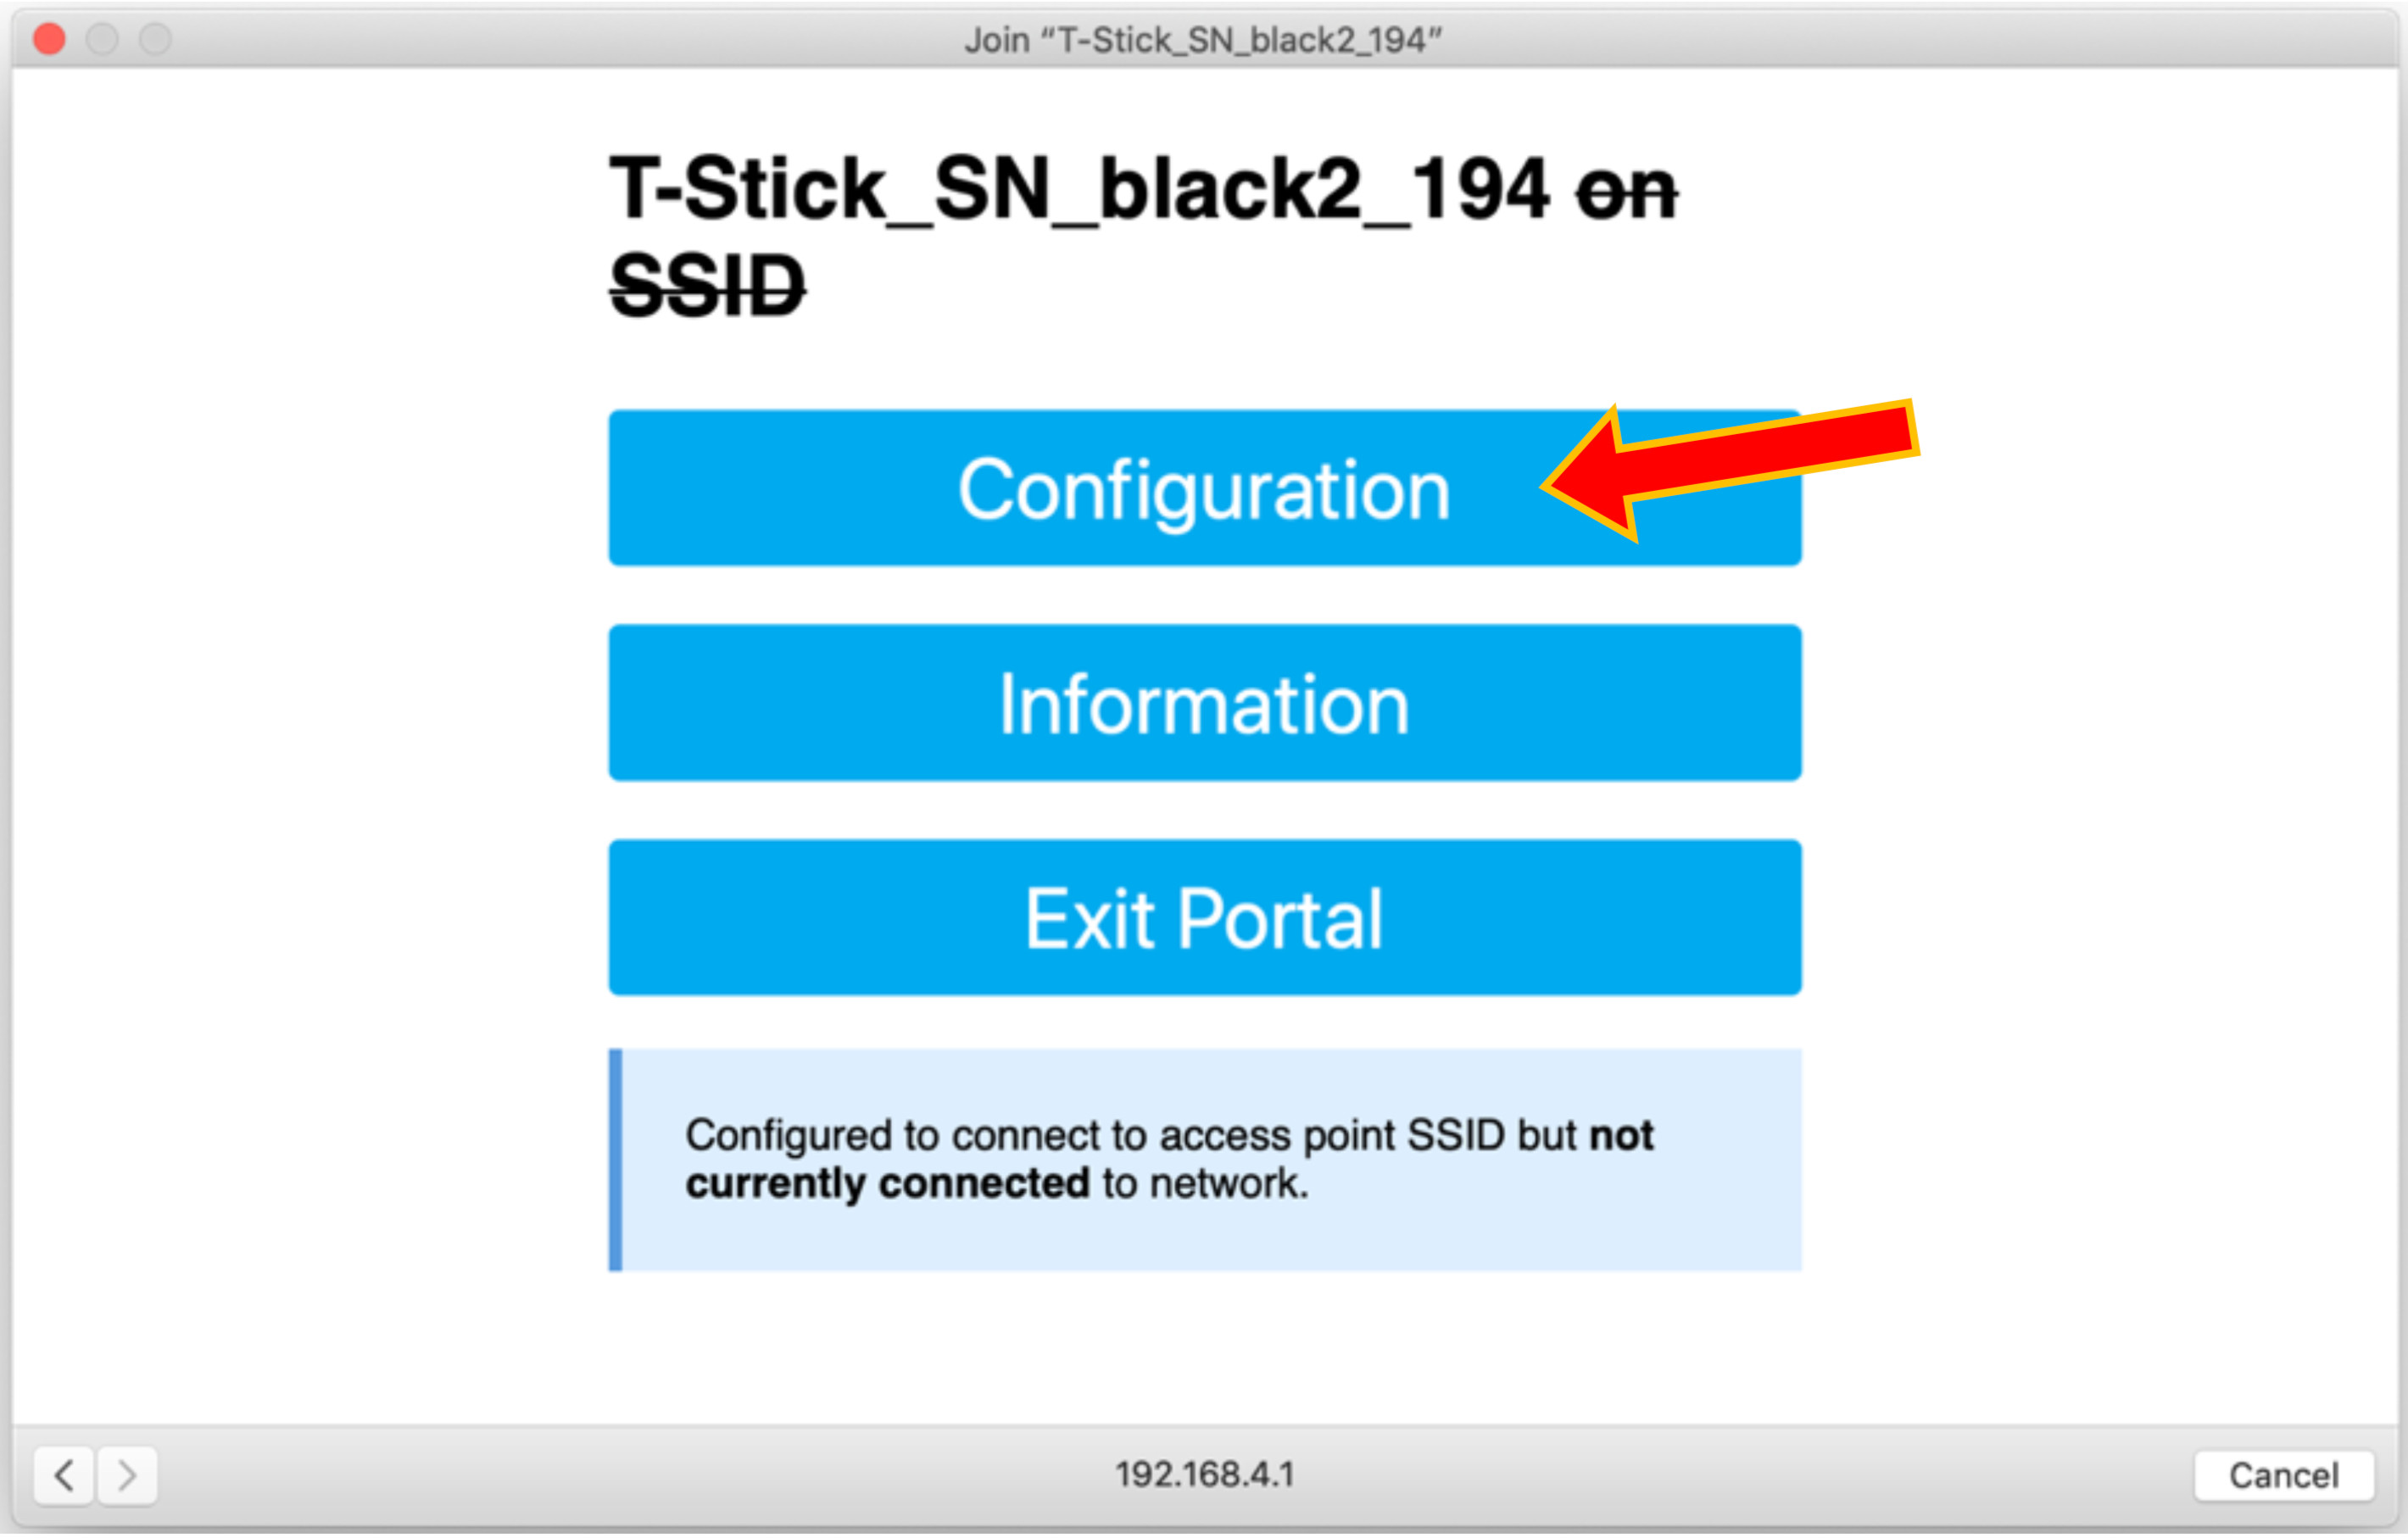 Join “T-Stick_SN_black2_194”
T-Stick_SN_black2_194 on
SSID
Configuration
Information
Exit Portal
Configured to connect to access point SSID but not
currently connected to network.
192.168.4.1
Cancel